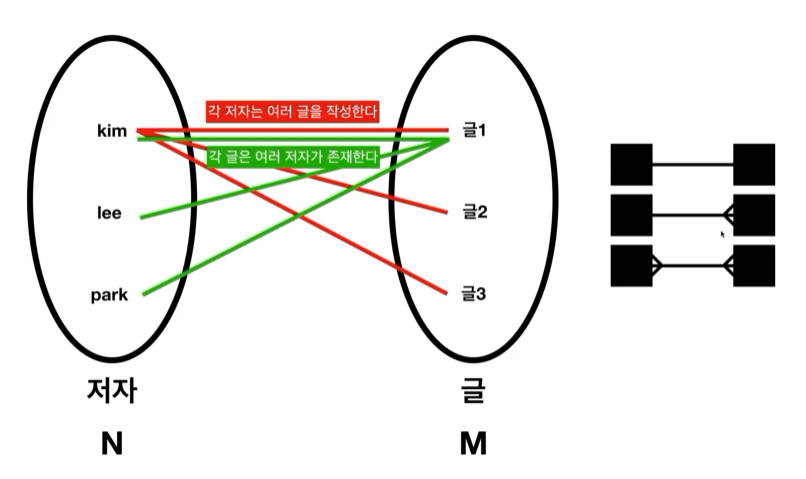 각 저자는 여러 글을 작성한다
kim
글1
각 글은 여러 저자가 존재한다
lee
글2
park
글3
저자
글
N
M